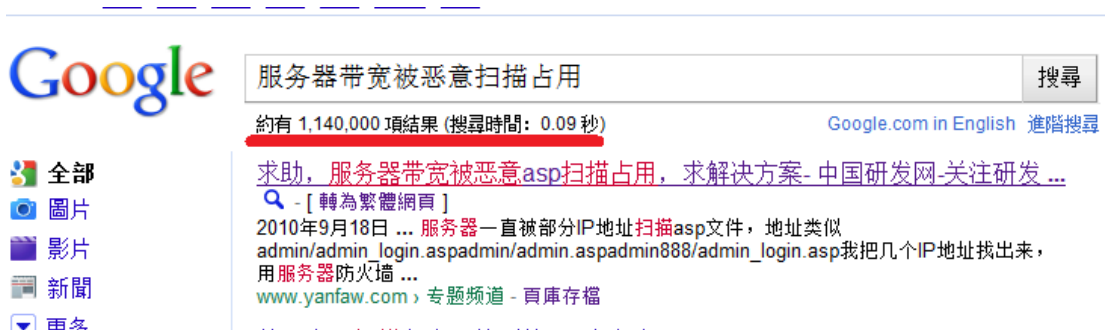 Google
服务器带宽被恶意扫描占用
搜尋
約有 1,140,000 項結果 (搜尋時間：0.09 秒)
Google.com in English 進階搜尋
全部
圖片
影片
新聞
更多
求助，服务器带宽被恶意asp扫描占用，求解决方案- 中国研发网-关注研发 ...
- [ 轉為繁體網頁 ]
2010年9月18日 ... 服务器一直被部分IP地址扫描asp文件，地址类似
admin/admin_login.aspadmin/admin.aspadmin888/admin_login.asp我把几个IP地址找出来，
用服务器防火墙 ...
www.yanfaw.com › 专题频道 - 頁庫存檔